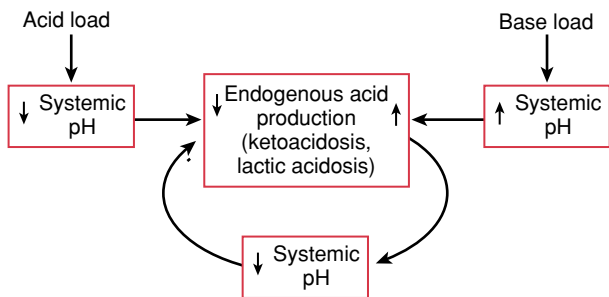 Acid load
Base load
↓ Systemic
pH
↓ Endogenous acid ↑
production
(ketoacidosis,
lactic acidosis)
↑ Systemic
pH
↓ Systemic
pH